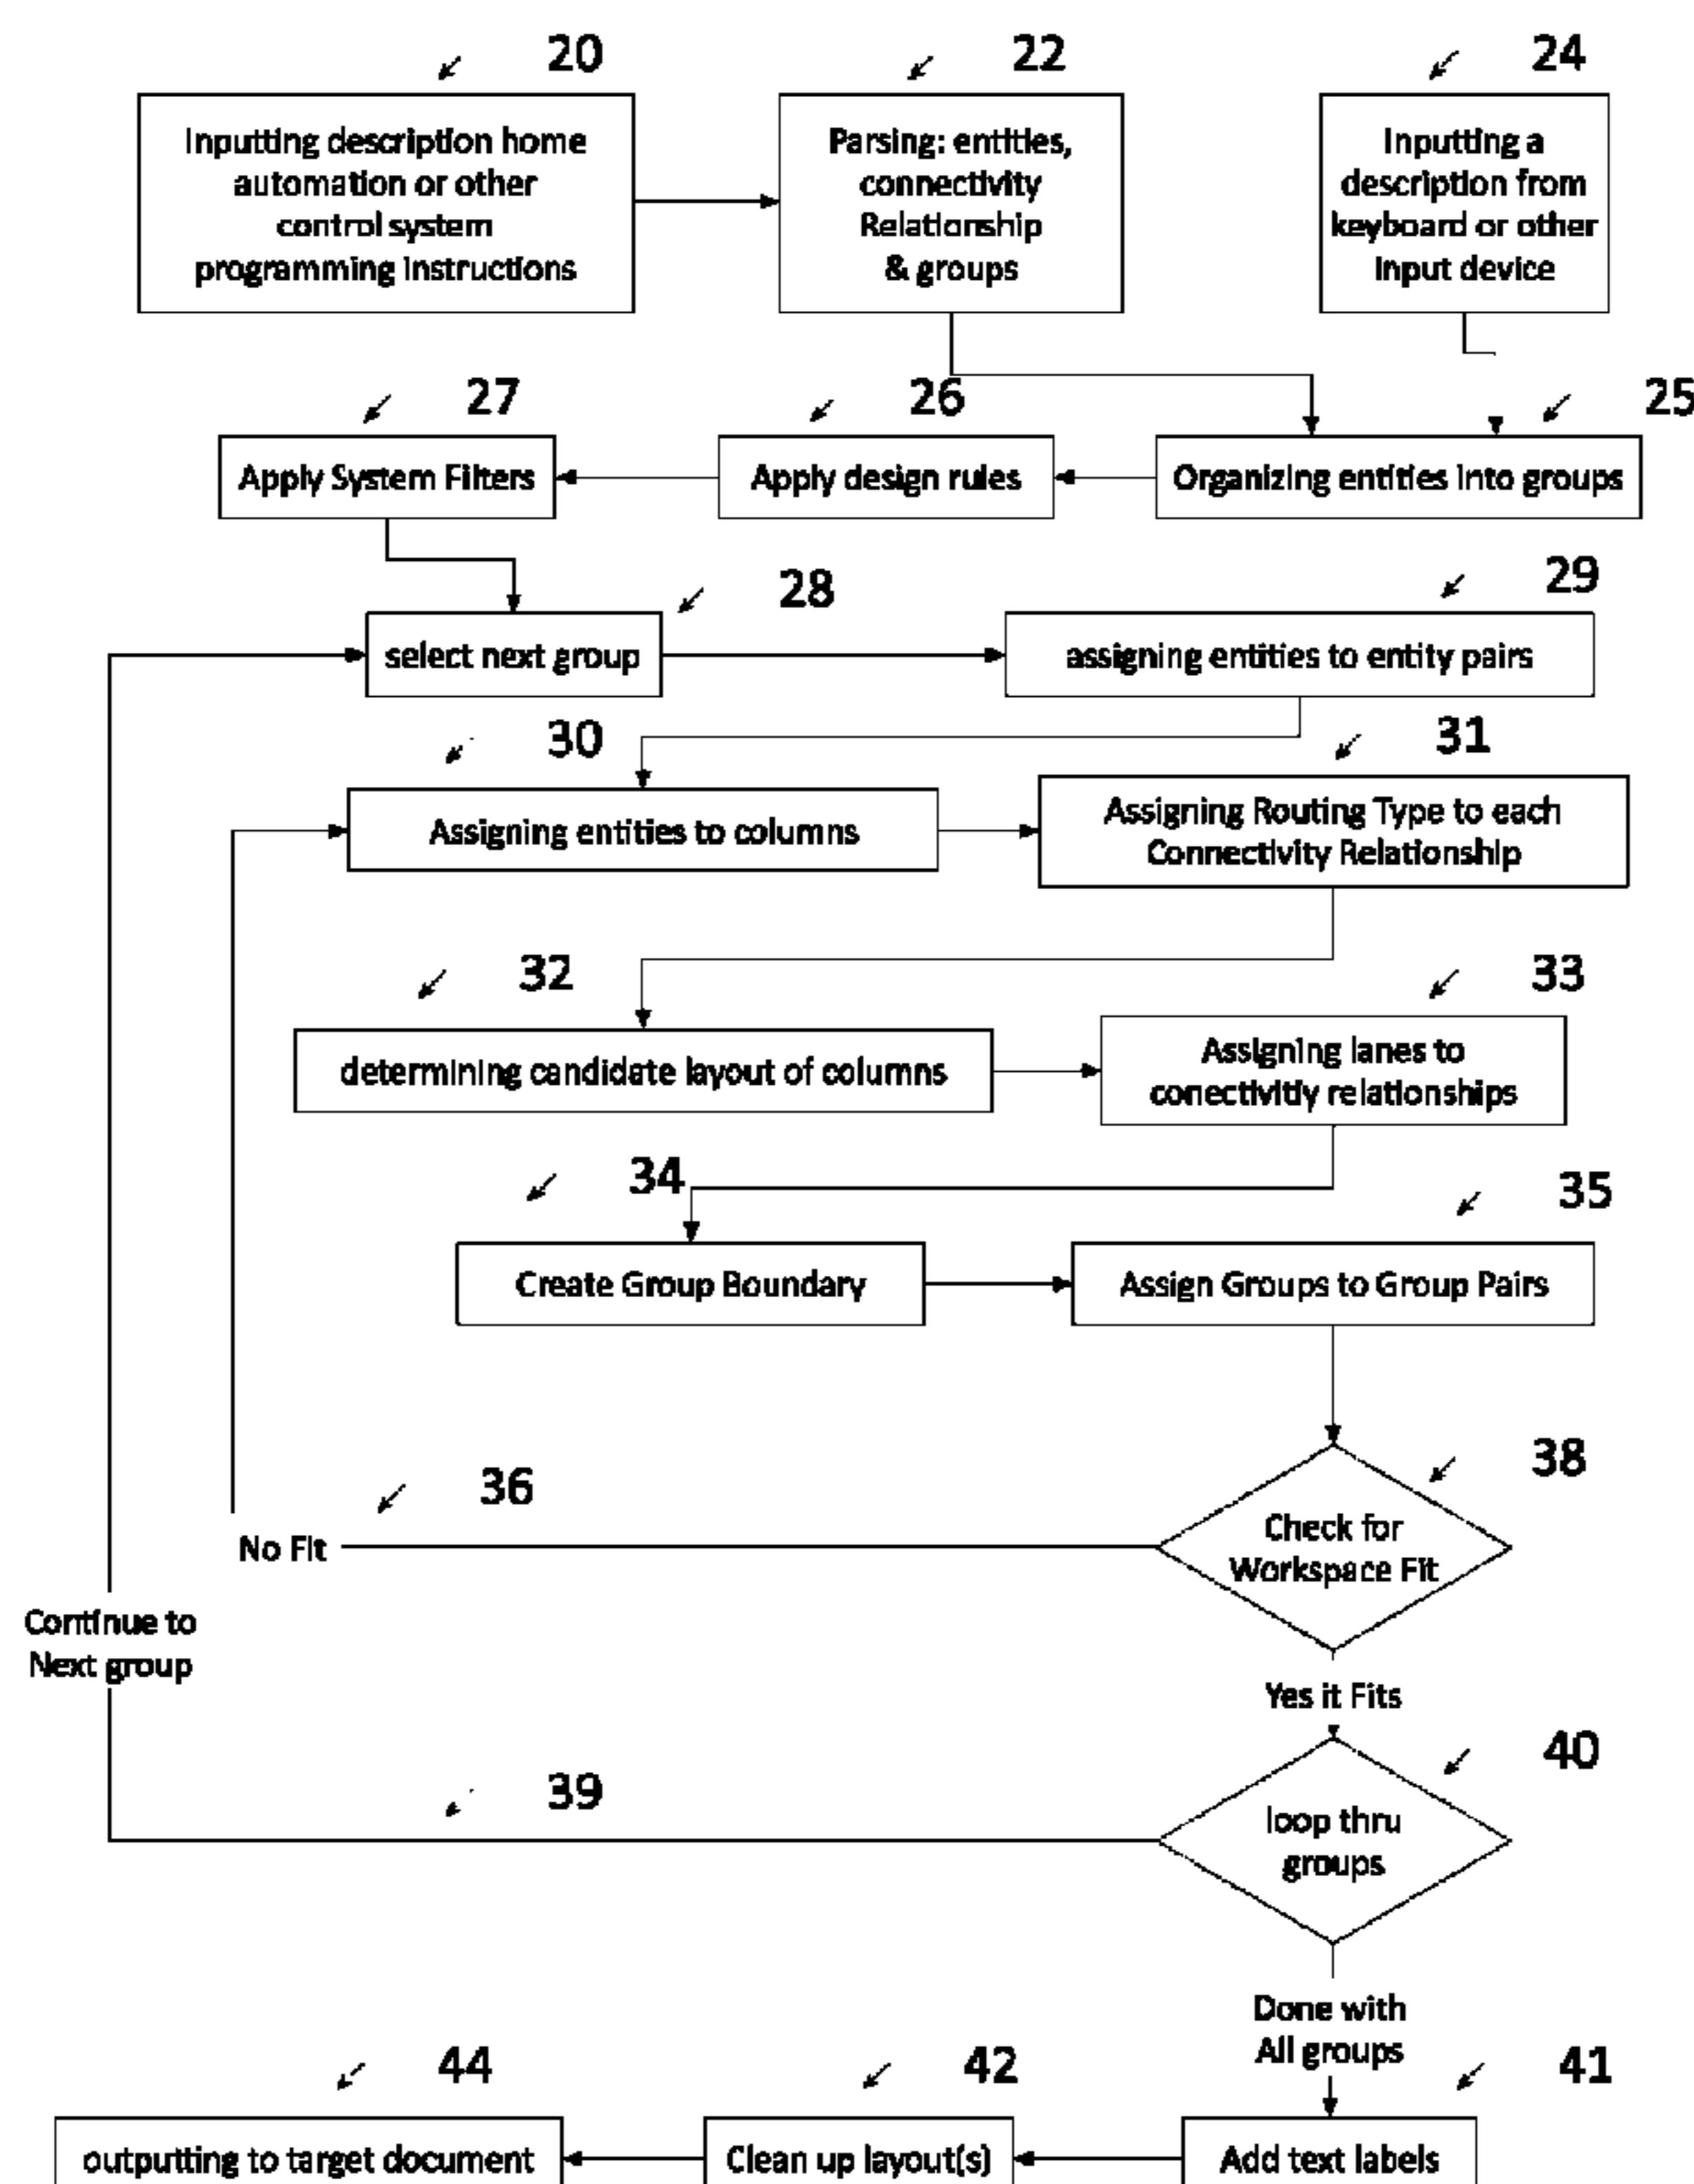 20
Inputting description home
automation or other
control system
programming instructions
22
Parsing: entities,
connectivity
Relationship
& groups
24
Inputting a
description from
keyboard or other
Input device
27
Apply System Filters
26
Apply design rules
25
Organizing entities into groups
28
select next group
29
assigning entities to entity pairs
30
Assigning entities to columns
31
Assigning Routing Type to each
Connectivity Relationship
32
determining candidate layout of columns
33
Assigning lanes to
conectivitiy relationships
34
Create Group Boundary
35
Assign Groups to Group Pairs
36
No Fit
38
Check for
Workspace Fit
Continue to
Next group
Yes it Fits
39
40
loop thru
groups
Done with
All groups
44
outputting to target document
42
Clean up layout(s)
41
Add text labels